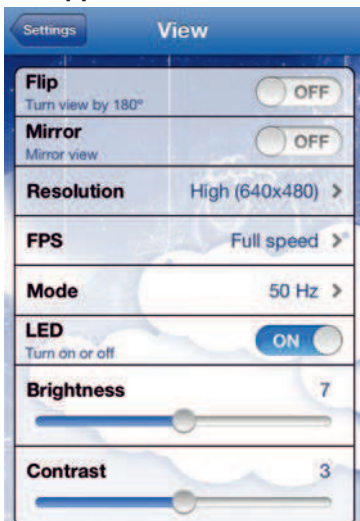 Settings View
Flip OFF
Turn view by 180°
Mirror OFF
Mirror view
Resolution High (640x480) >
FPS Full speed >
Mode 50 Hz >
LED ON
Turn on or off
Brightness 7
Contrast 3